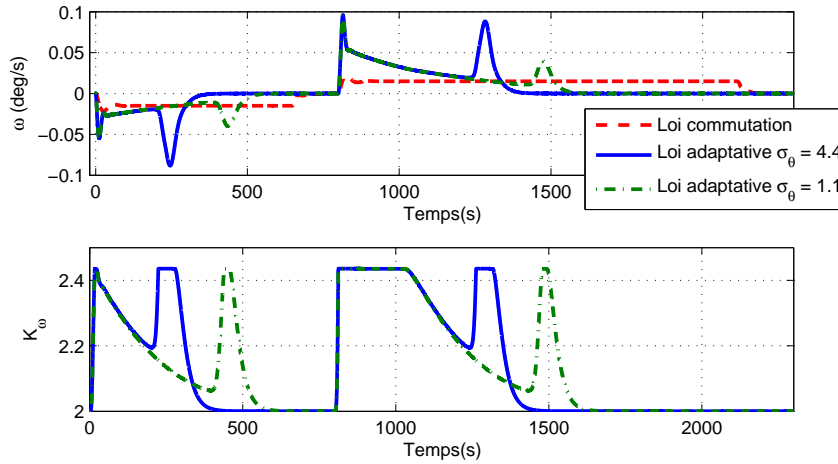 0.1
0.05
0
−0.05
−0.1
ω (deg/s)
0 500 1000 1500
Temps(s)
Loi commutation
Loi adaptative σθ = 4.4
Loi adaptative σθ = 1.1
2.4
2.2
2
Kω
0 500 1000 1500 2000
Temps(s)